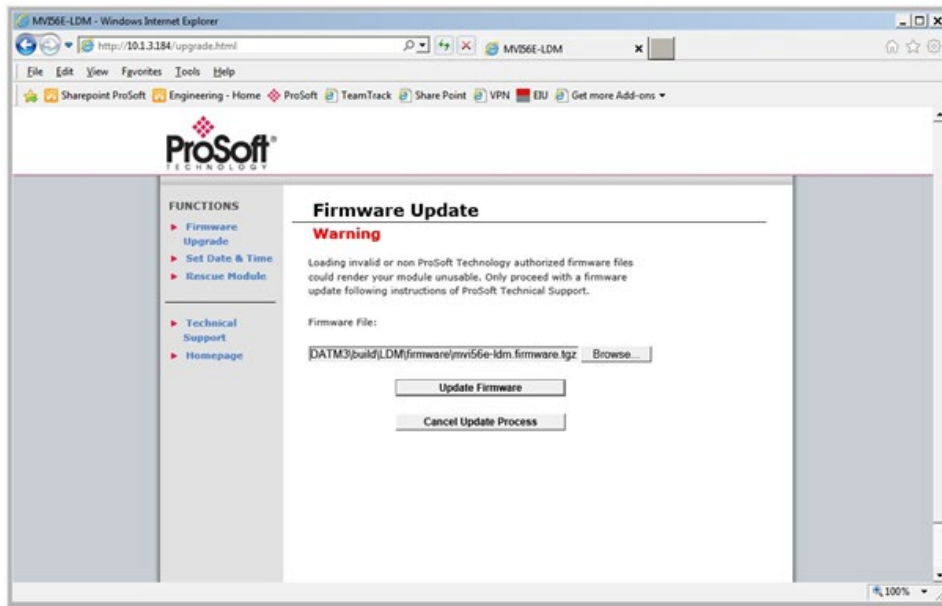 MVI56E-LDM - Windows Internet Explorer
http://10.1.3.184/upgrade.html
MVI56E-LDM
File Edit View Favorites Tools Help
Sharepoint ProSoft Engineering - Home ProSoft TeamTrack Share Point VPN EIU Get more Add-ons
ProSoft®
TECHNOLOGY
FUNCTIONS
Firmware
Upgrade
Set Date & Time
Rescue Module
Technical
Support
Homepage
Firmware Update
Warning
Loading invalid or non ProSoft Technology authorized firmware files
could render your module unusable. Only proceed with a firmware
update following instructions of ProSoft Technical Support.
Firmware File:
DATM3\build\LDM\firmware\mvi56e-ldm.firmware.tgz Browse...
Update Firmware
Cancel Update Process
100%